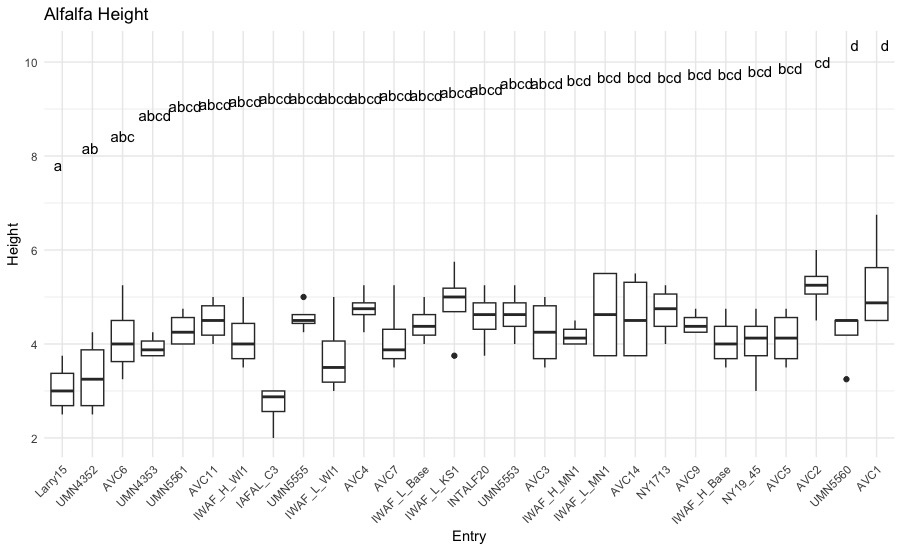 Alfalfa Height
d d
cd
a ab abc abcd abcd abcd abcd abcd abcd abcd abcd abcd abcd abcd abcd abcd abcd bcd bcd bcd bcd bcd bcd bcd bcd
10
8
6
4
2
Height
Larry15 UMN4352 AVC6 UMN4353 UMN5561 AVC11 IWAF_H_WI1 IAFAL_C3 UMN5555 IWAF_L_WI1 AVC4 AVC7 IWAF_L_Base IWAF_L_KS1 INTALF20 UMN5553 AVC3 IWAF_H_MN1 IWAF_L_MN1 AVC14 NY1713 AVC9 IWAF_H_Base NY19_45 AVC5 AVC2 UMN5560 AVC1
Entry